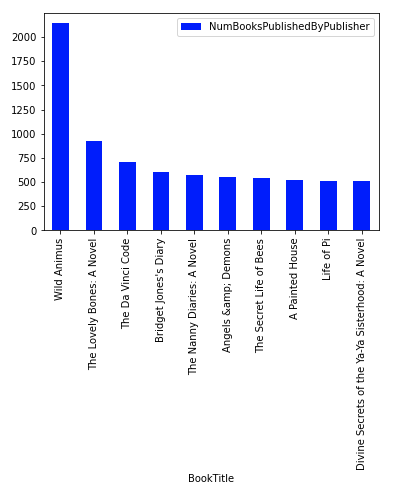 NumBooksPublishedByPublisher
2000
1750
1500
1250
1000
750
500
250
0
Wild Animus
The Lovely Bones: A Novel
The Da Vinci Code
Bridget Jones's Diary
The Nanny Diaries: A Novel
Angels &amp; Demons
The Secret Life of Bees
A Painted House
Life of Pi
Divine Secrets of the Ya-Ya Sisterhood: A Novel
BookTitle